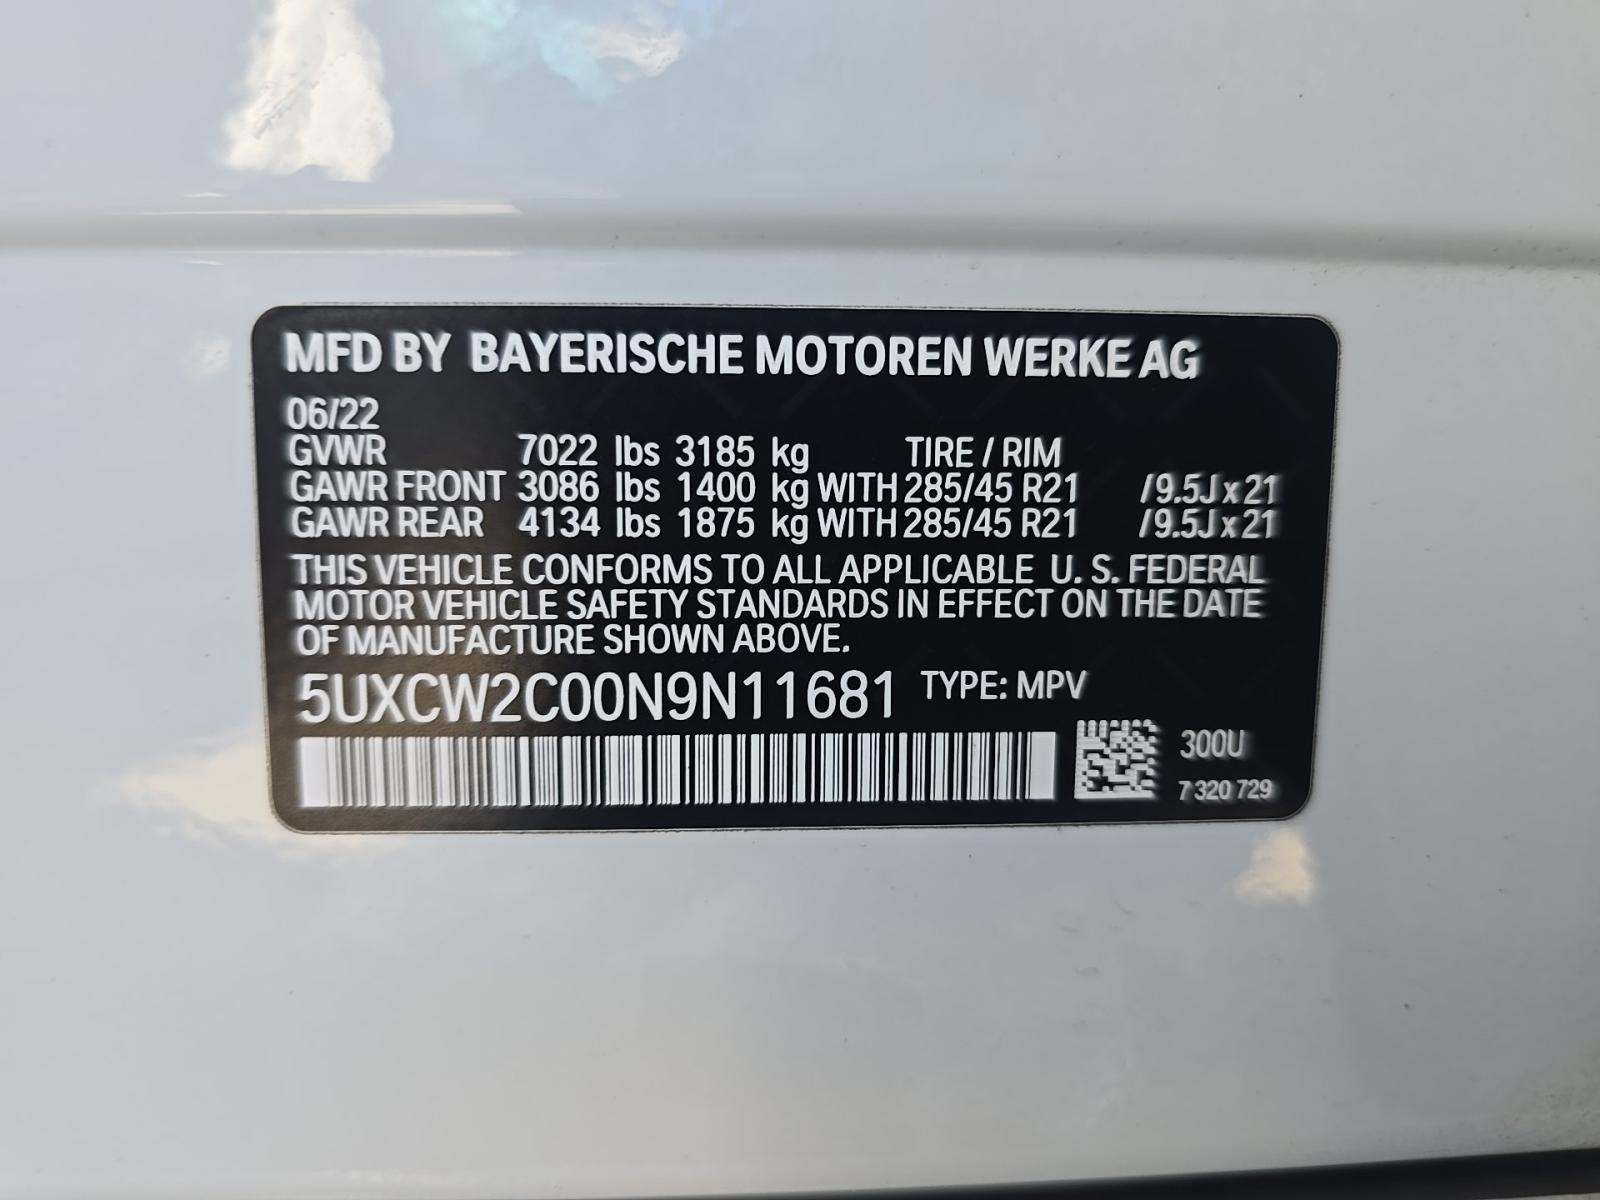 MFD BY BAYERISCHE MOTOREN WERKE AG
06/22
GVWR 7022 lbs 3185 kg TIRE / RIM
GAWR FRONT 3086 lbs 1400 kg WITH 285/45 R21 /9.5J x 21
GAWR REAR 4134 lbs 1875 kg WITH 285/45 R21 /9.5J x 21
THIS VEHICLE CONFORMS TO ALL APPLICABLE U. S. FEDERAL
MOTOR VEHICLE SAFETY STANDARDS IN EFFECT ON THE DATE
OF MANUFACTURE SHOWN ABOVE.
5UXCW2C00N9N11681 TYPE: MPV
300U
7 320 729